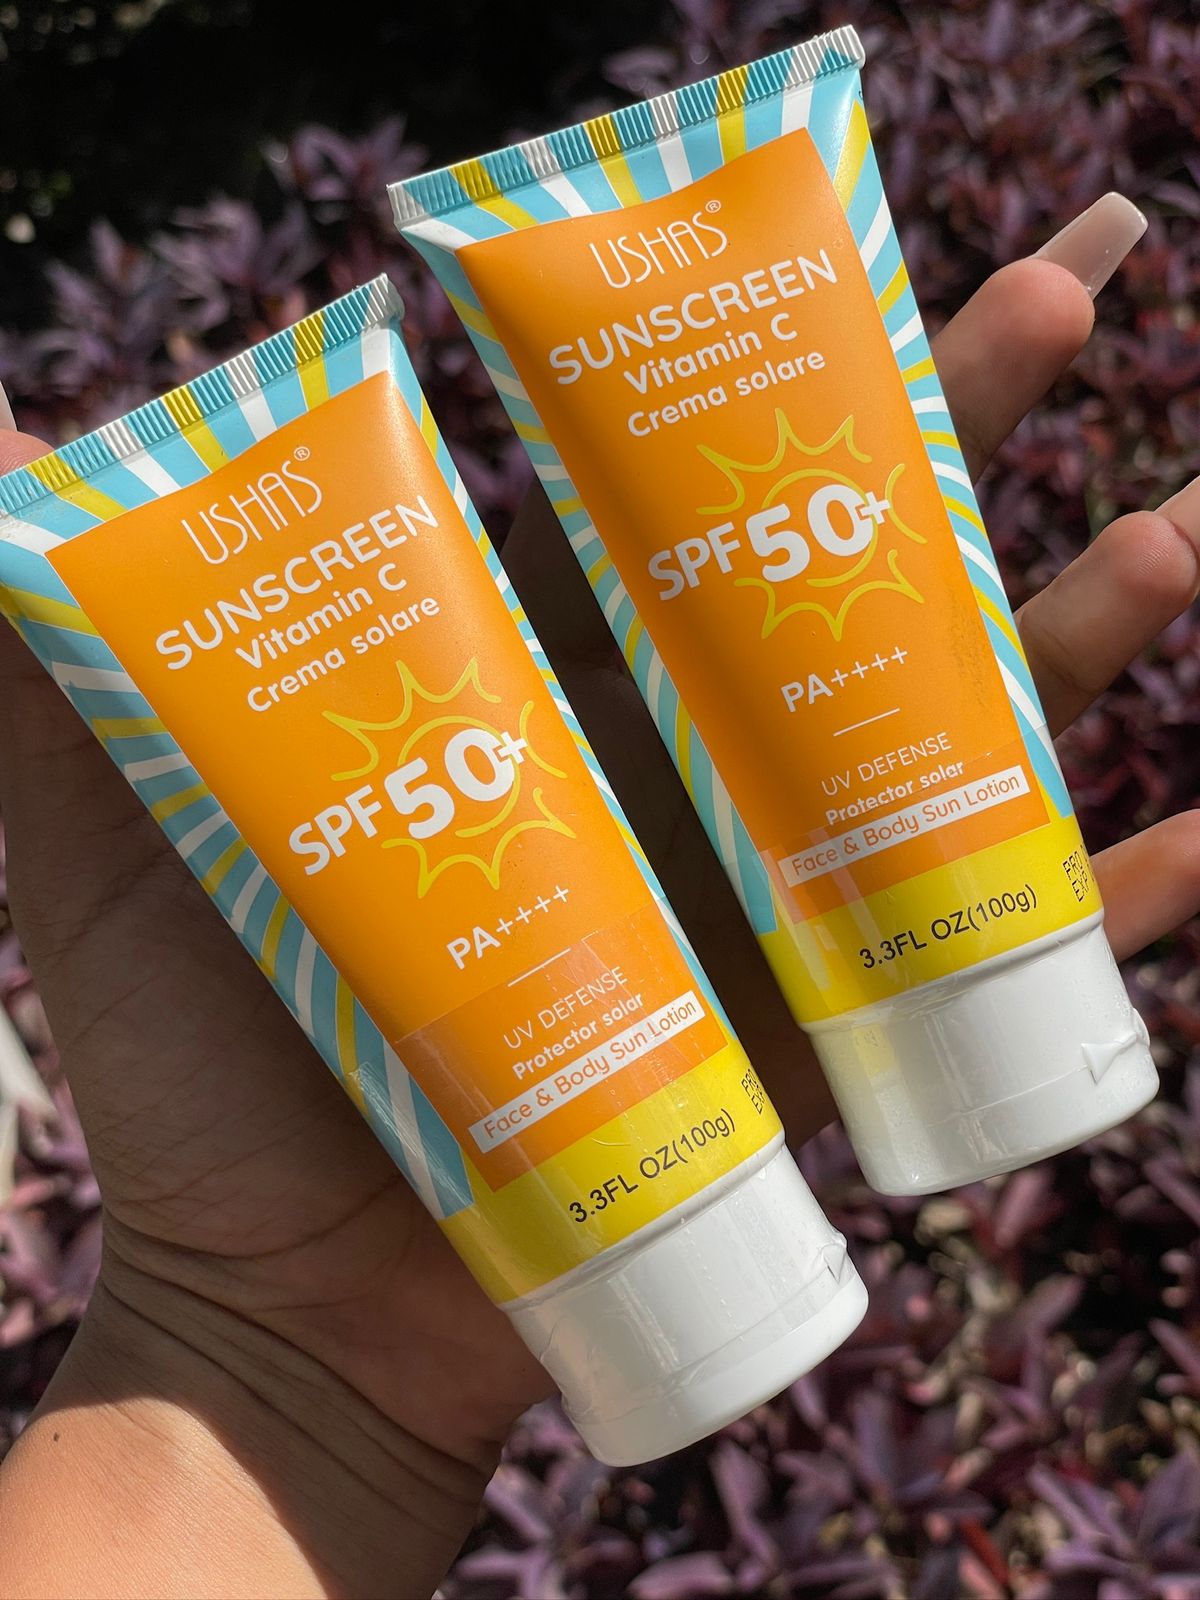 USHAS®
SUNSCREEN
Vitamin C
Crema solare
SPF50+
PA++++
UV DEFENSE
Protector solar
Face & Body Sun Lotion
3.3FL OZ(100g)
USHAS®
SUNSCREEN
Vitamin C
Crema solare
SPF50+
PA++++
UV DEFENSE
Protector solar
Face & Body Sun Lotion
3.3FL OZ(100g)
PRO
EXP